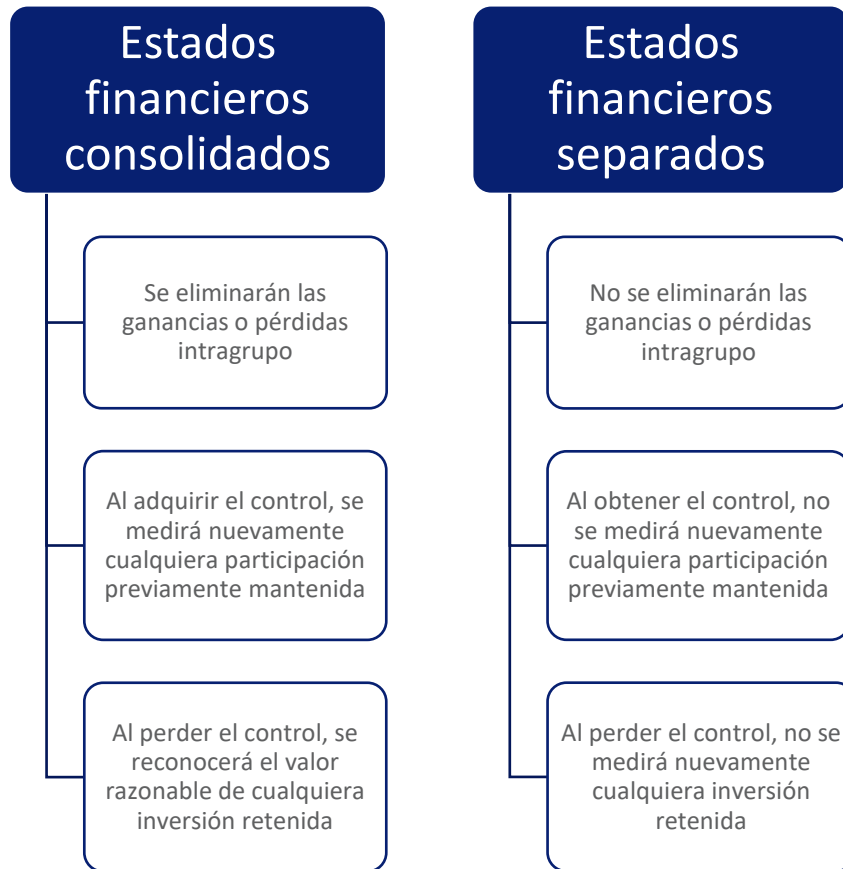 Estados
financieros
consolidados
Se eliminarán las
ganancias o pérdidas
intragrupo
Al adquirir el control, se
medirá nuevamente
cualquiera participación
previamente mantenida
Al perder el control, se
reconocerá el valor
razonable de cualquiera
inversión retenida
Estados
financieros
separados
No se eliminarán las
ganancias o pérdidas
intragrupo
Al obtener el control, no
se medirá nuevamente
cualquiera participación
previamente mantenida
Al perder el control, no se
medirá nuevamente
cualquiera inversión
retenida